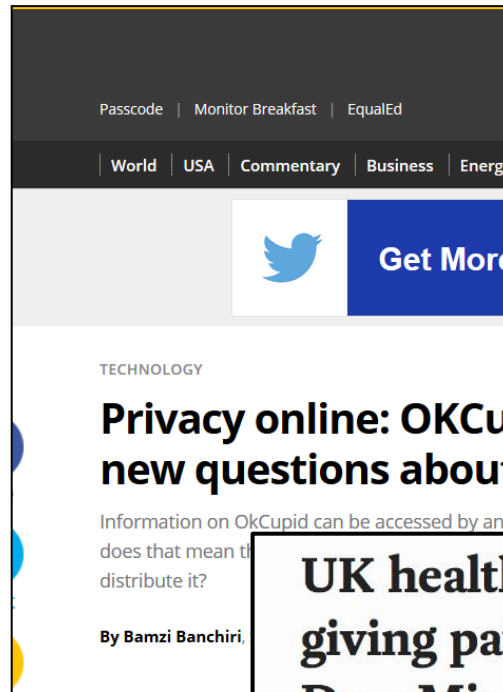 Passcode | Monitor Breakfast | EqualEd
World | USA | Commentary | Business | Energ
Get More
TECHNOLOGY
Privacy online: OKCu
new questions about
Information on OkCupid can be accessed by an
does that mean th
distribute it?
By Bamzi Banchiri,
UK healt
giving pa